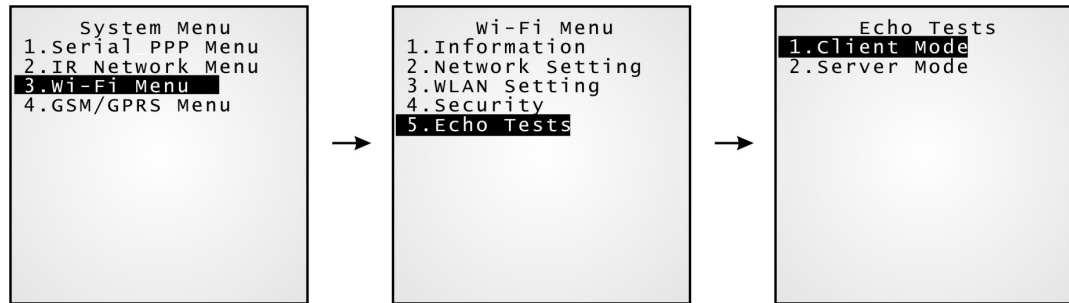 System Menu
1.Serial PPP Menu
2.IR Network Menu
3.Wi-Fi Menu
4.GSM/GPRS Menu
Wi-Fi Menu
1.Information
2.Network Setting
3.WLAN Setting
4.Security
5.Echo Tests
Echo Tests
1.Client Mode
2.Server Mode